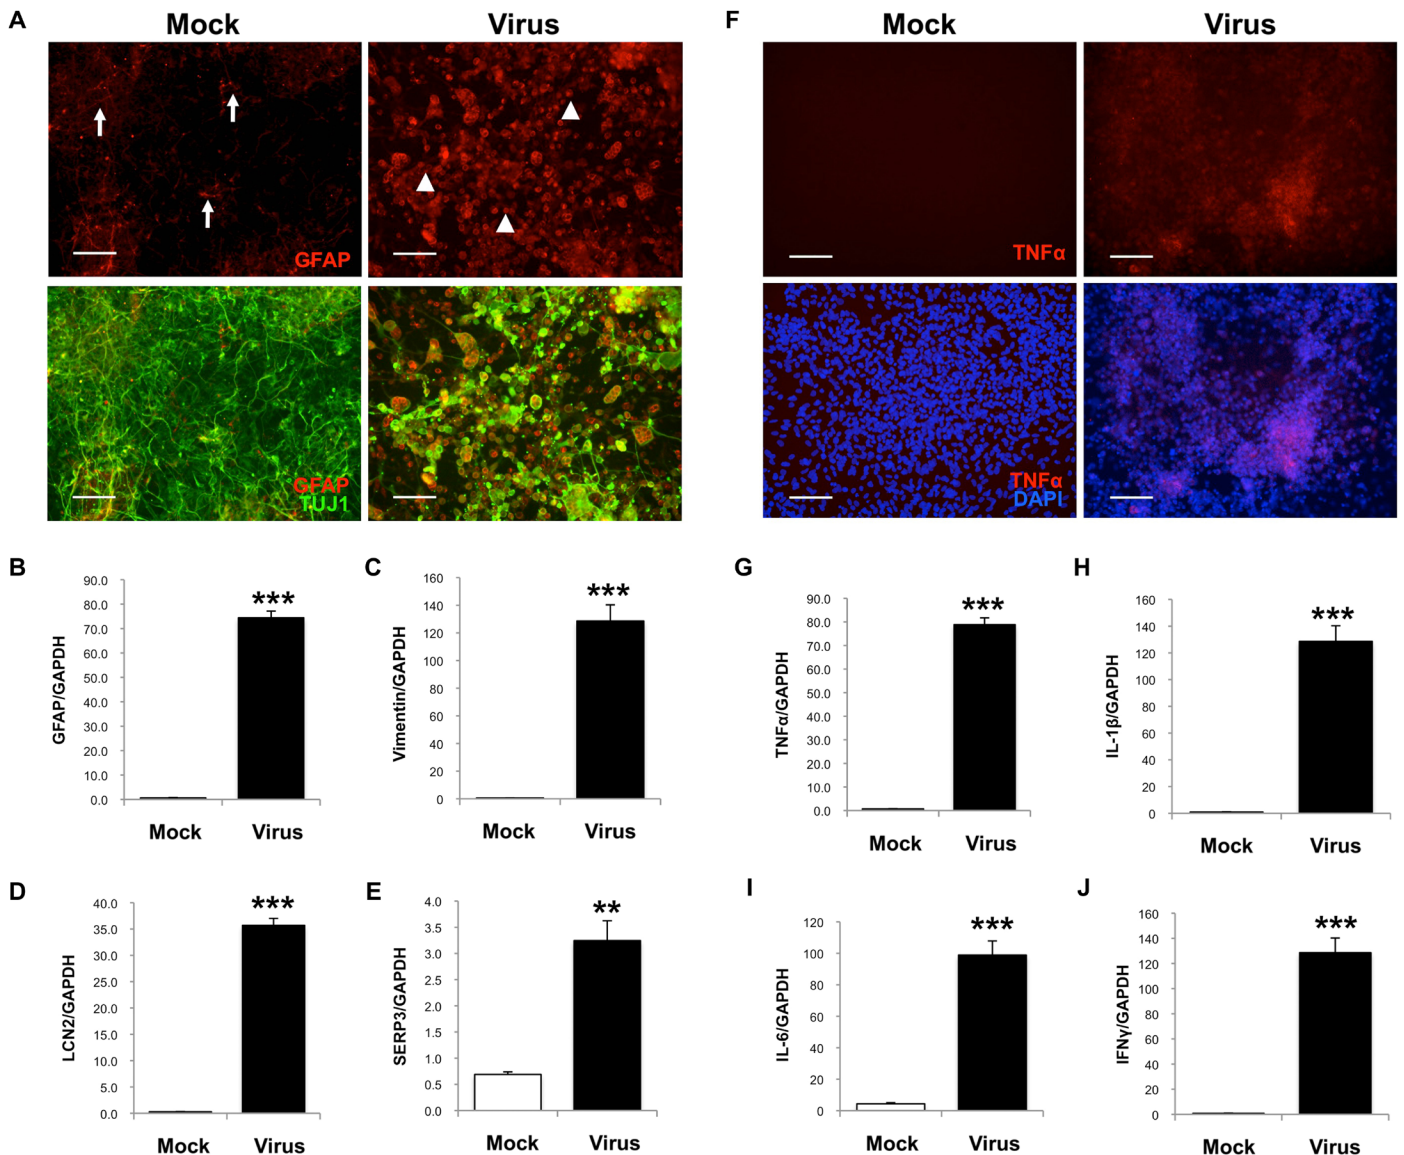 A
Mock
Virus
GFAP
GFAP
TUJ1
F
Mock
Virus
TNFα
TNFα
DAPI
B
GFAP/GAPDH
90.0
80.0
70.0
60.0
50.0
40.0
30.0
20.0
10.0
0.0
***
Mock
Virus
C
Vimentin/GAPDH
160
140
120
100
80
60
40
20
0
***
Mock
Virus
G
TNFα/GAPDH
90.0
80.0
70.0
60.0
50.0
40.0
30.0
20.0
10.0
0.0
***
Mock
Virus
H
IL-1β/GAPDH
160
140
120
100
80
60
40
20
0
***
Mock
Virus
D
LCN2/GAPDH
40.0
35.0
30.0
25.0
20.0
15.0
10.0
5.0
0.0
***
Mock
Virus
E
SERP3/GAPDH
4.0
3.5
3.0
2.5
2.0
1.5
1.0
0.5
0.0
**
Mock
Virus
I
IL-6/GAPDH
120
100
80
60
40
20
0
***
Mock
Virus
J
IFNγ/GAPDH
160
140
120
100
80
60
40
20
0
***
Mock
Virus